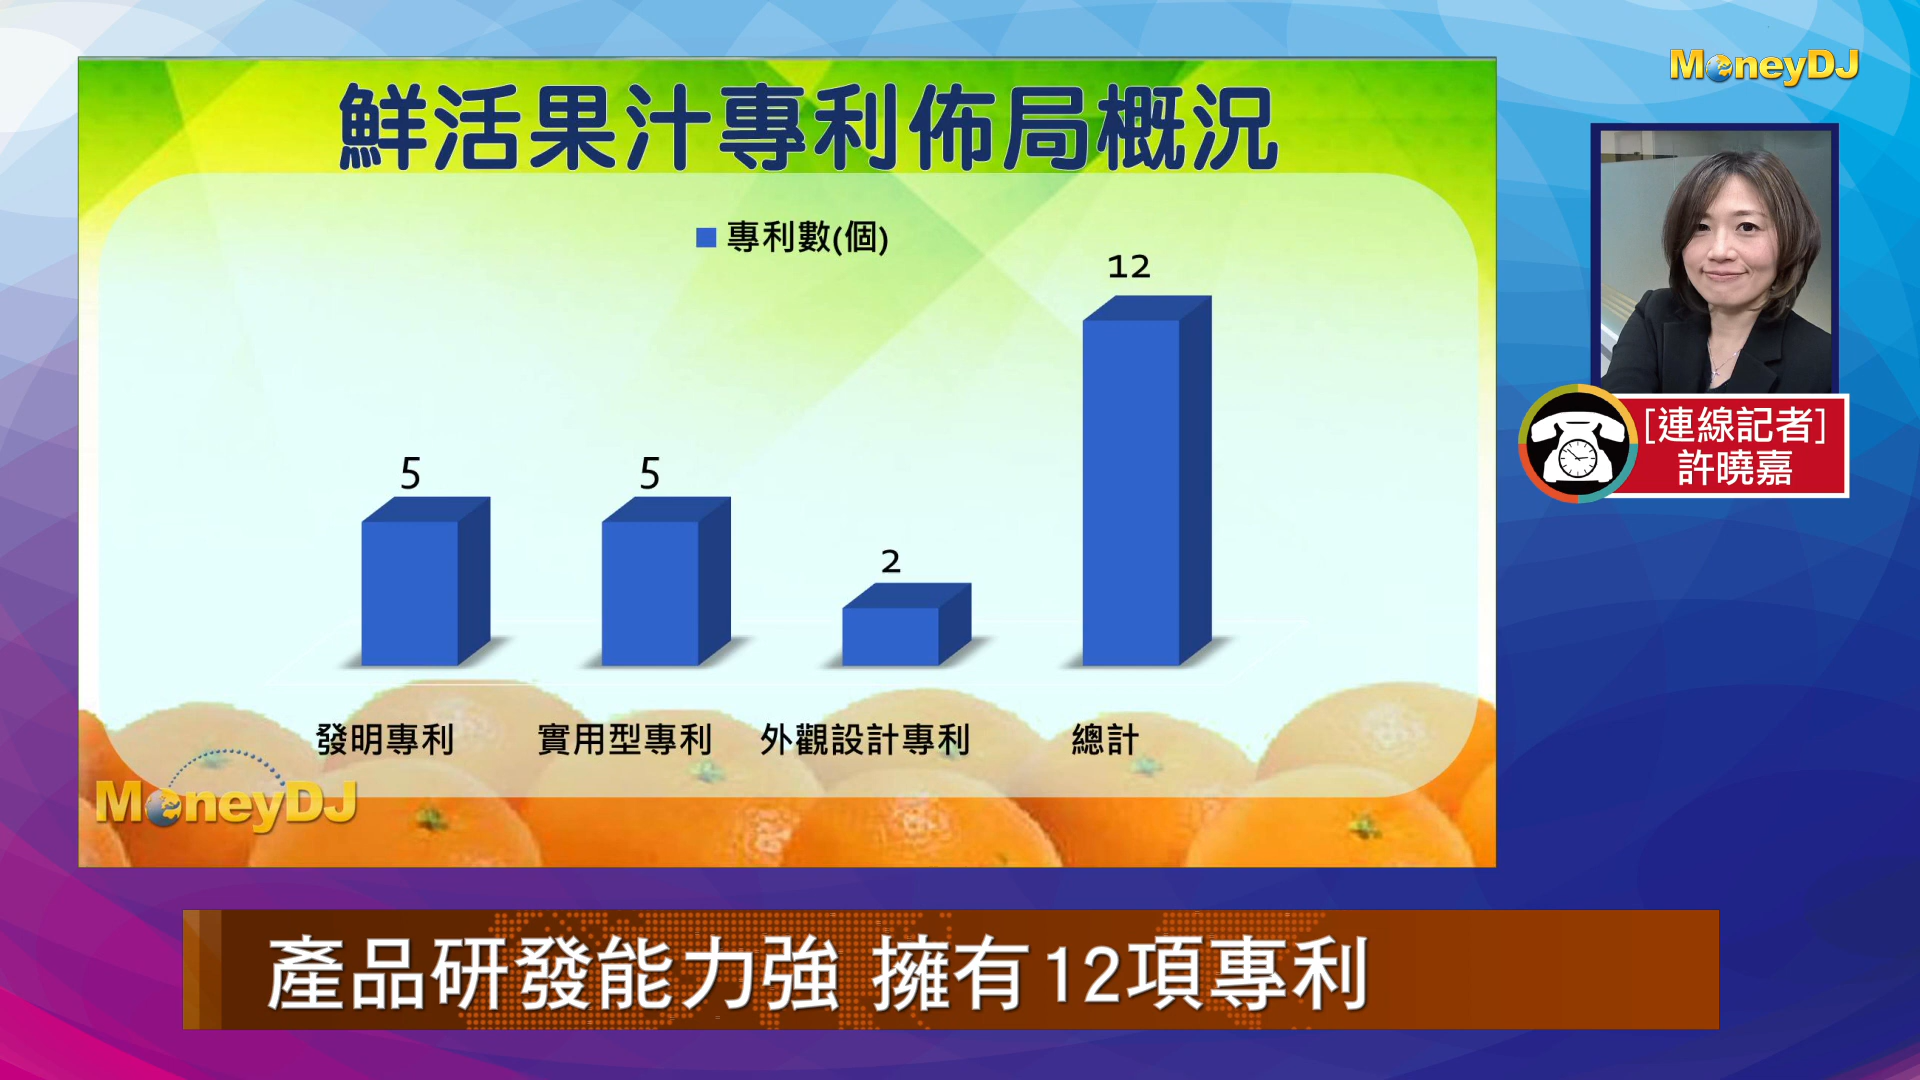 MoneyDJ
鮮活果汁專利佈局概況
專利數(個)
5
5
2
12
發明專利
實用型專利
外觀設計專利
總計
MoneyDJ
[連線記者]
許曉嘉
產品研發能力強 擁有12項專利